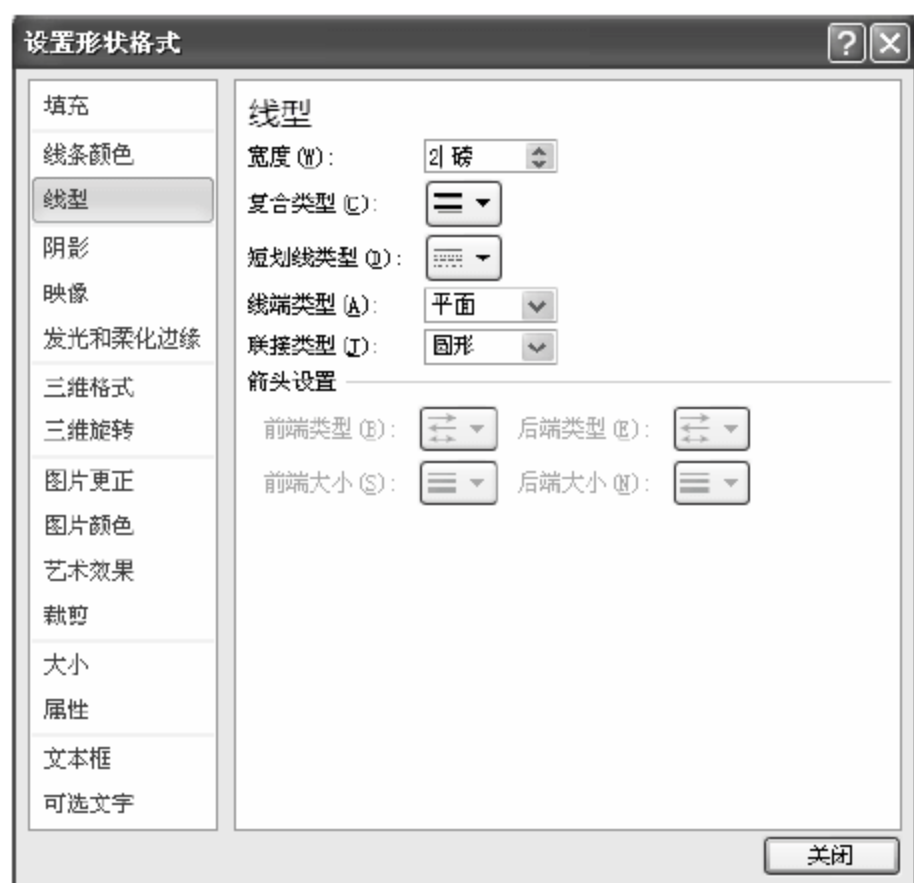 设置形状格式
填充
线条颜色
线型
阴影
映像
发光和柔化边缘
三维格式
三维旋转
图片更正
图片颜色
艺术效果
裁剪
大小
属性
文本框
可选文字
线型
宽度(W): 2 磅
复合类型(C):
短划线类型(D):
线端类型(A): 平面
联接类型(J): 圆形
箭头设置
前端类型(B): 后端类型(E):
前端大小(S): 后端大小(N):
关闭